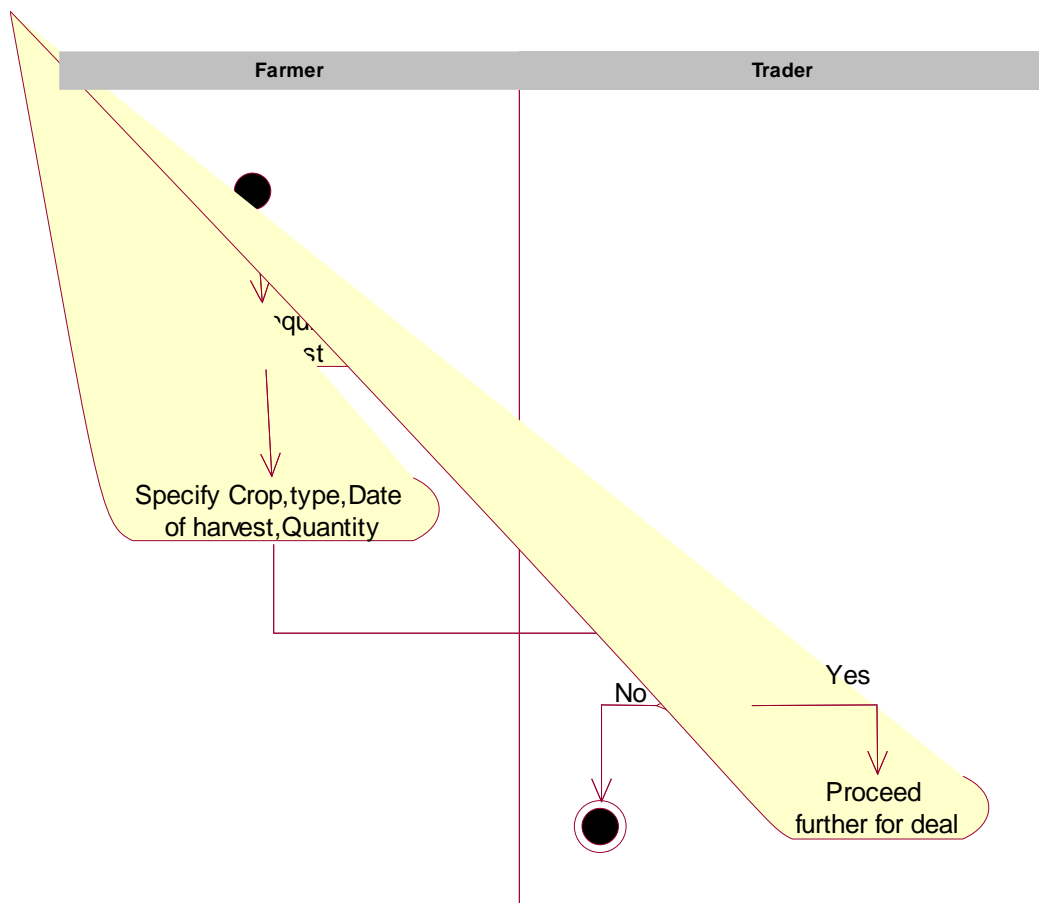 Farmer
Trader
Specify Crop,type,Date
of harvest,Quantity
Yes
No
Proceed
further for deal